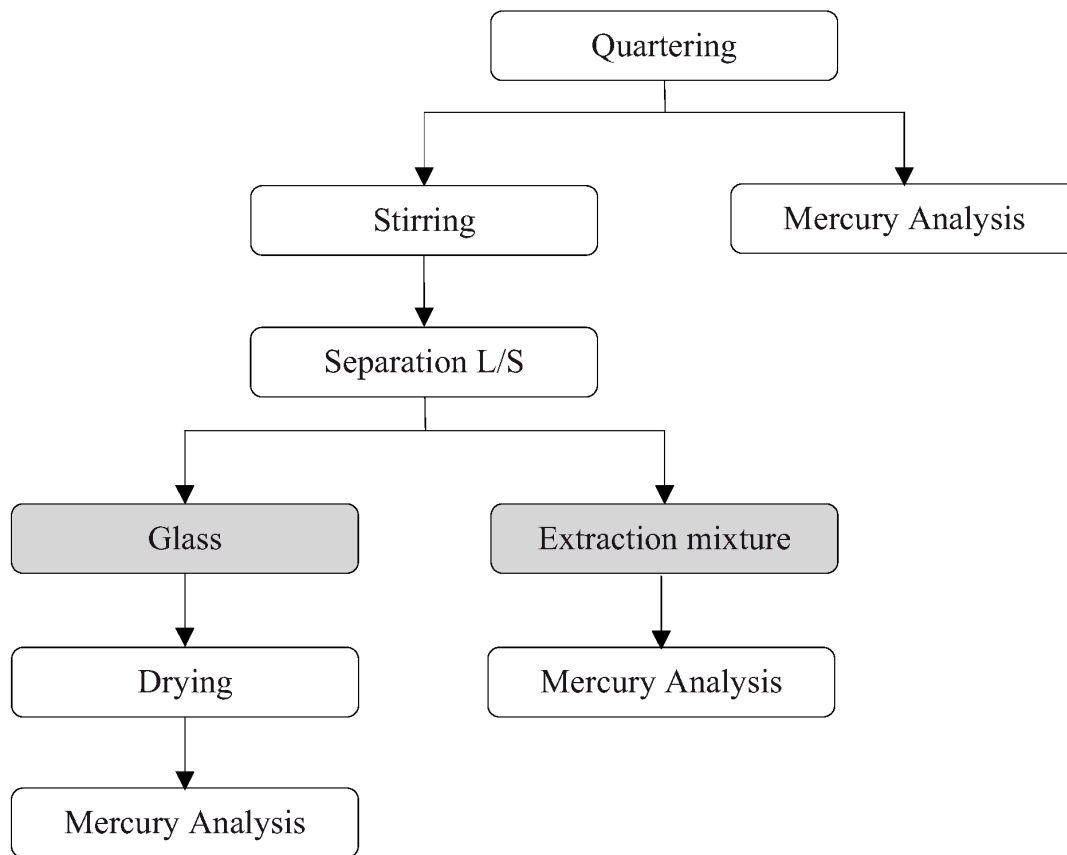 Quartering
Stirring
Mercury Analysis
Separation L/S
Glass
Extraction mixture
Drying
Mercury Analysis
Mercury Analysis